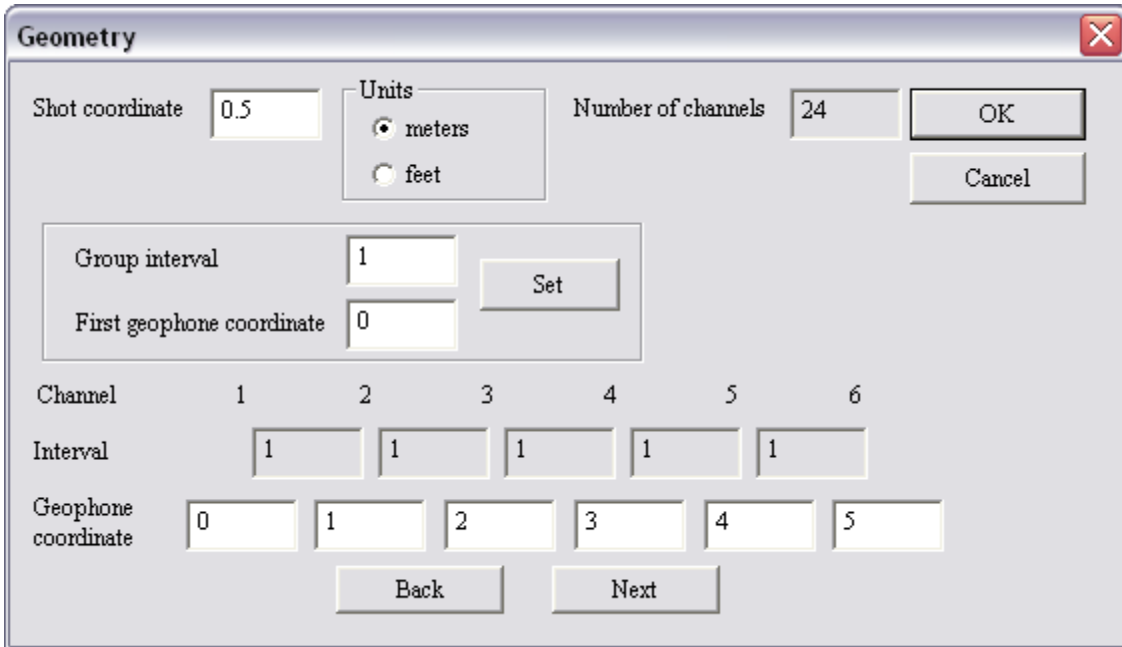 Geometry
Shot coordinate 0.5
Units
meters
feet
Number of channels 24
OK
Cancel
Group interval 1
Set
First geophone coordinate 0
Channel 1 2 3 4 5 6
Interval 1 1 1 1 1
Geophone
coordinate 0 1 2 3 4 5
Back Next